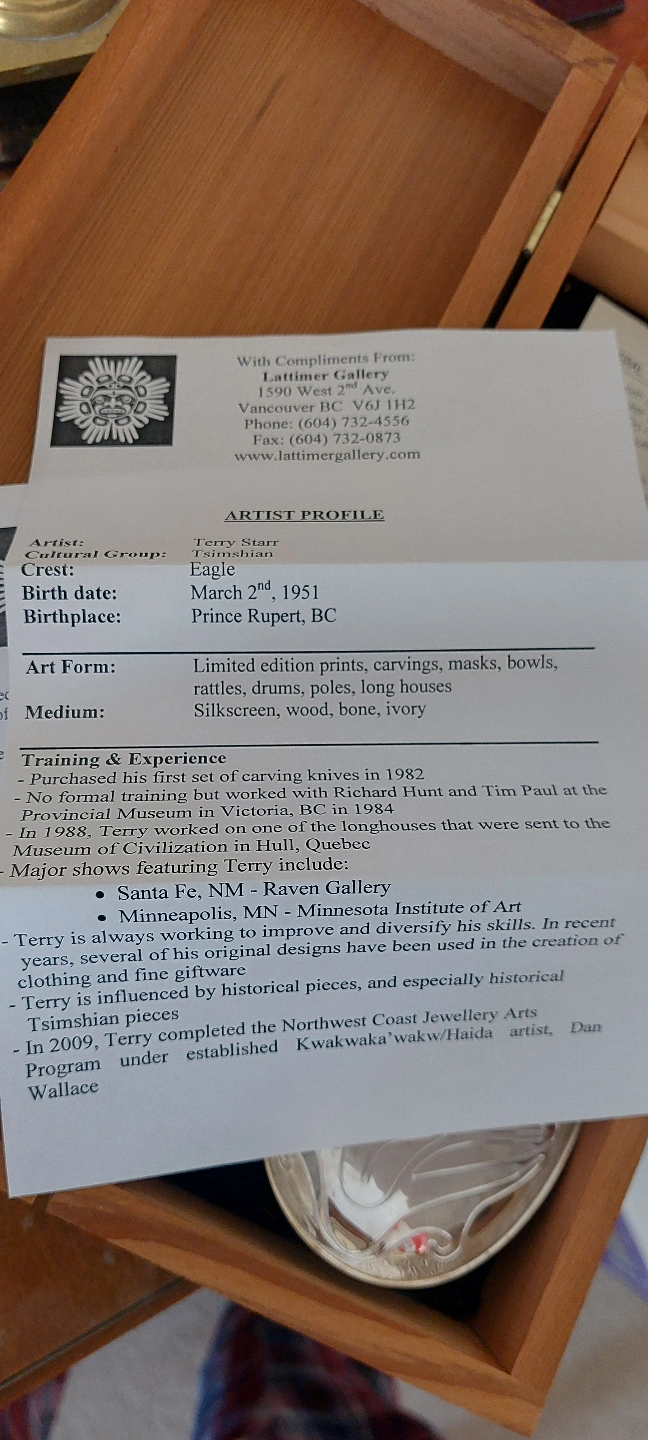 With Compliments From:
Lattimer Gallery
1590 West 2nd Ave.
Vancouver BC V6J 1H2
Phone: (604) 732-4556
Fax: (604) 732-0873
www.lattimergallery.com
ARTIST PROFILE
Artist: Terry Starr
Cultural Group: Tsimshian
Crest: Eagle
Birth date: March 2nd, 1951
Birthplace: Prince Rupert, BC
Art Form: Limited edition prints, carvings, masks, bowls,
rattles, drums, poles, long houses
Medium: Silkscreen, wood, bone, ivory
Training & Experience
- Purchased his first set of carving knives in 1982
- No formal training but worked with Richard Hunt and Tim Paul at the
Provincial Museum in Victoria, BC in 1984
- In 1988, Terry worked on one of the longhouses that were sent to the
Museum of Civilization in Hull, Quebec
- Major shows featuring Terry include:
• Santa Fe, NM - Raven Gallery
• Minneapolis, MN - Minnesota Institute of Art
- Terry is always working to improve and diversify his skills. In recent
years, several of his original designs have been used in the creation of
clothing and fine giftware
- Terry is influenced by historical pieces, and especially historical
Tsimshian pieces
- In 2009, Terry completed the Northwest Coast Jewellery Arts
Program under established Kwakwaka'wakw/Haida artist, Dan
Wallace